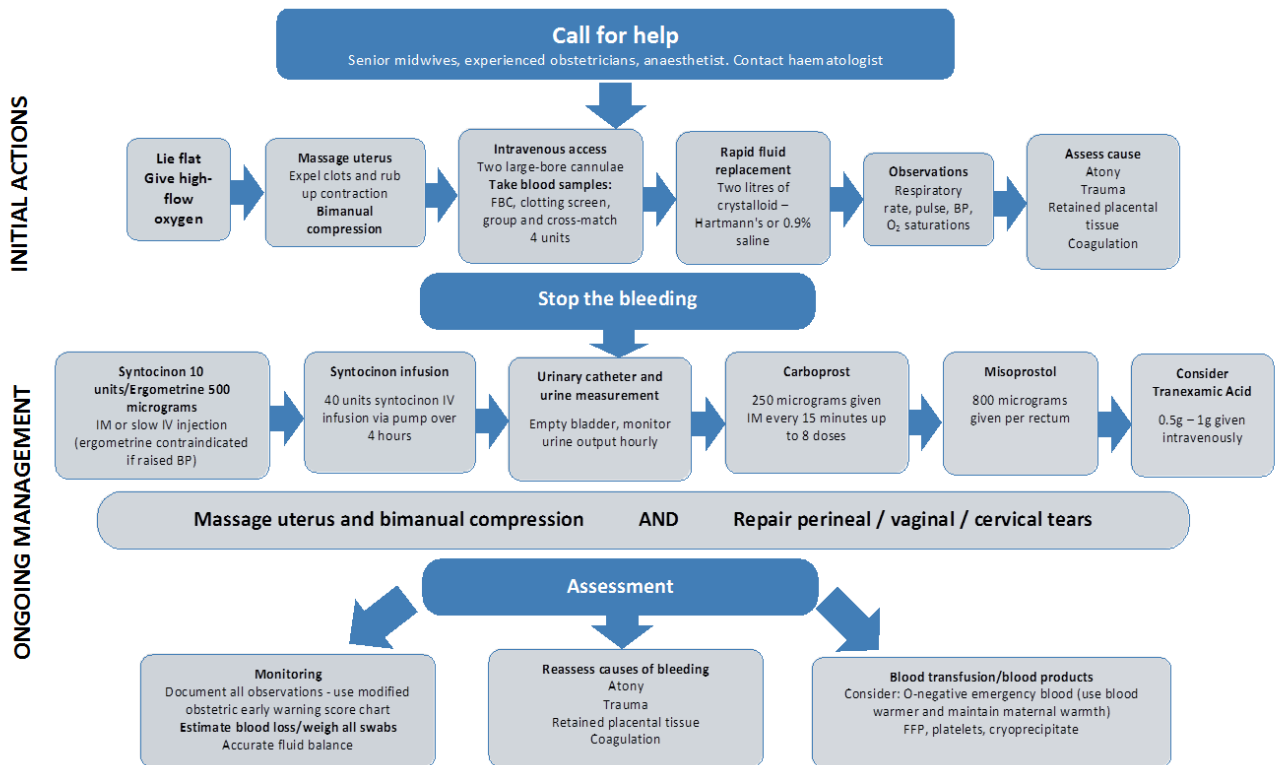 Call for help
Senior midwives, experienced obstetricians, anaesthetist. Contact haematologist
INITIAL ACTIONS
Lie flat
Give high-
flow
oxygen
Massage uterus
Expel clots and rub
up contraction
Bimanual
compression
Intravenous access
Two large-bore cannulae
Take blood samples:
FBC, clotting screen,
group and cross-match
4 units
Rapid fluid
replacement
Two litres of
crystalloid –
Hartmann's or 0.9%
saline
Observations
Respiratory
rate, pulse, BP,
O₂ saturations
Assess cause
Atony
Trauma
Retained placental
tissue
Coagulation
Stop the bleeding
ONGOING MANAGEMENT
Syntocinon 10
units/Ergometrine 500
micrograms
IM or slow IV injection
(ergometrine contraindicated
if raised BP)
Syntocinon infusion
40 units syntocinon IV
infusion via pump over
4 hours
Urinary catheter and
urine measurement
Empty bladder, monitor
urine output hourly
Carboprost
250 micrograms given
IM every 15 minutes up
to 8 doses
Misoprostol
800 micrograms
given per rectum
Consider
Tranexamic Acid
0.5g – 1g given
intravenously
Massage uterus and bimanual compression AND Repair perineal / vaginal / cervical tears
Assessment
Monitoring
Document all observations - use modified
obstetric early warning score chart
Estimate blood loss/weigh all swabs
Accurate fluid balance
Reassess causes of bleeding
Atony
Trauma
Retained placental tissue
Coagulation
Blood transfusion/blood products
Consider: O-negative emergency blood (use blood
warmer and maintain maternal warmth)
FFP, platelets, cryoprecipitate